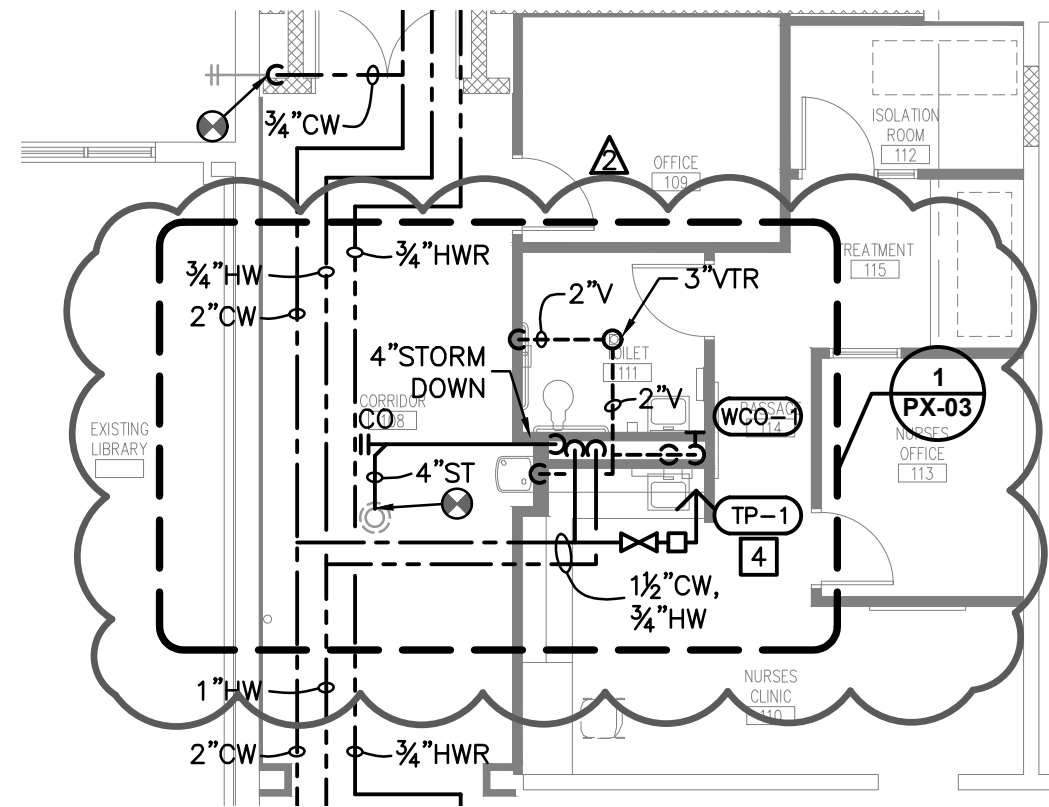 ISOLATION
ROOM
112
¾"CW
2
OFFICE
109
TREATMENT
115
¾"HWR
¾"HW
2"V
3"VTR
2"CW
4"STORM
DOWN
TOILET
111
1
PX-03
2"V
CORRIDOR
108
CO
WCO-1
PASSAGE
114
EXISTING
LIBRARY
NURSES
OFFICE
113
4"ST
TP-1
4
1½"CW,
¾"HW
1"HW
NURSES
CLINIC
110
2"CW
¾"HWR